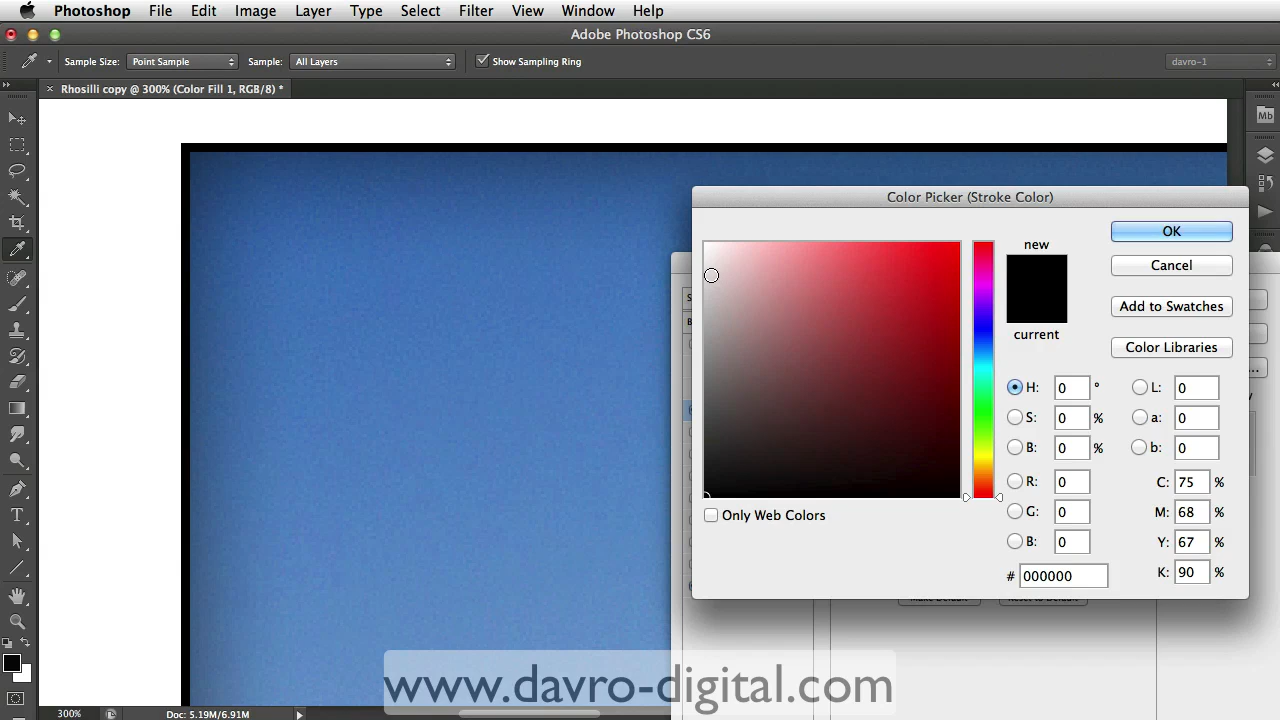 Photoshop File Edit Image Layer Type Select Filter View Window Help
Adobe Photoshop CS6
Sample Size: Point Sample Sample: All Layers Show Sampling Ring davro-1
Rhosilli copy @ 300% (Color Fill 1, RGB/8) *
Mb
Color Picker (Stroke Color)
OK
new
Cancel
Add to Swatches
current
Color Libraries
H: 0 ° L: 0
S: 0 % a: 0
B: 0 % b: 0
R: 0 C: 75 %
G: 0 M: 68 %
B: 0 Y: 67 %
# 000000 K: 90 %
Only Web Colors
www.davro-digital.com
300% Doc: 5.19M/6.91M